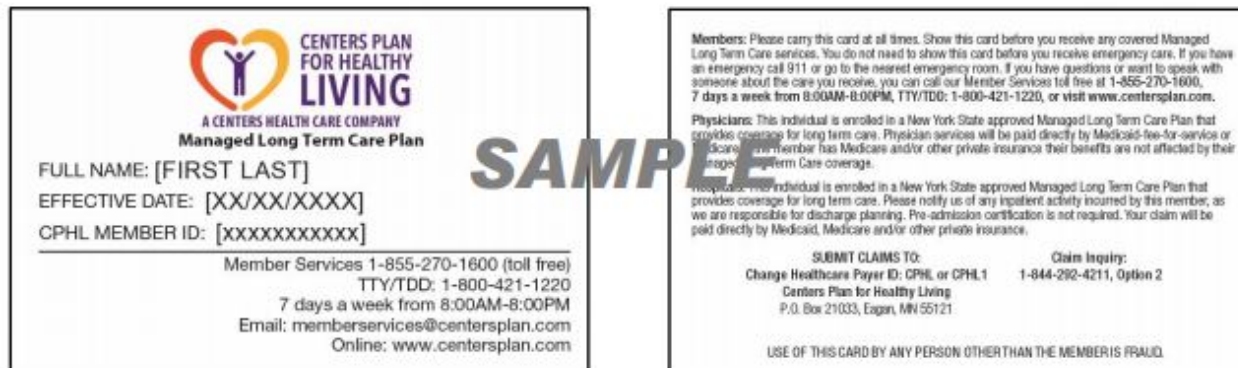 CENTERS PLAN
FOR HEALTHY
LIVING
A CENTERS HEALTH CARE COMPANY
Managed Long Term Care Plan
FULL NAME: [FIRST LAST]
EFFECTIVE DATE: [XX/XX/XXXX]
CPHL MEMBER ID: [xxxxxxxxxxx]
Member Services 1-855-270-1600 (toll free)
TTY/TDD: 1-800-421-1220
7 days a week from 8:00AM-8:00PM
Email: memberservices@centersplan.com
Online: www.centersplan.com
SAMPLE
Members: Please carry this card at all times. Show this card before you receive any covered Managed
Long Term Care services. You do not need to show this card before you receive emergency care. If you have
an emergency call 911 or go to the nearest emergency room. If you have questions or want to speak with
someone about the care you receive, you can call our Member Services toll free at 1-855-270-1600,
7 days a week from 8:00AM-8:00PM, TTY/TDD: 1-800-421-1220, or visit www.centersplan.com.
Physicians: This individual is enrolled in a New York State approved Managed Long Term Care Plan that
provides coverage for long term care. Physician services will be paid directly by Medicaid-fee-for-service or
Medicare. member has Medicare and/or other private insurance their benefits are not affected by their
Managed Term Care coverage.
Hospitals: This individual is enrolled in a New York State approved Managed Long Term Care Plan that
provides coverage for long term care. Please notify us of any inpatient activity incurred by this member, as
we are responsible for discharge planning. Pre-admission certification is not required. Your claim will be
paid directly by Medicaid, Medicare and/or other private insurance.
SUBMIT CLAIMS TO:
Change Healthcare Payer ID: CPHL or CPHL1
Centers Plan for Healthy Living
P.O. Box 21033, Eagan, MN 55121
Claim Inquiry:
1-844-292-4211, Option 2
USE OF THIS CARD BY ANY PERSON OTHER THAN THE MEMBER IS FRAUD.